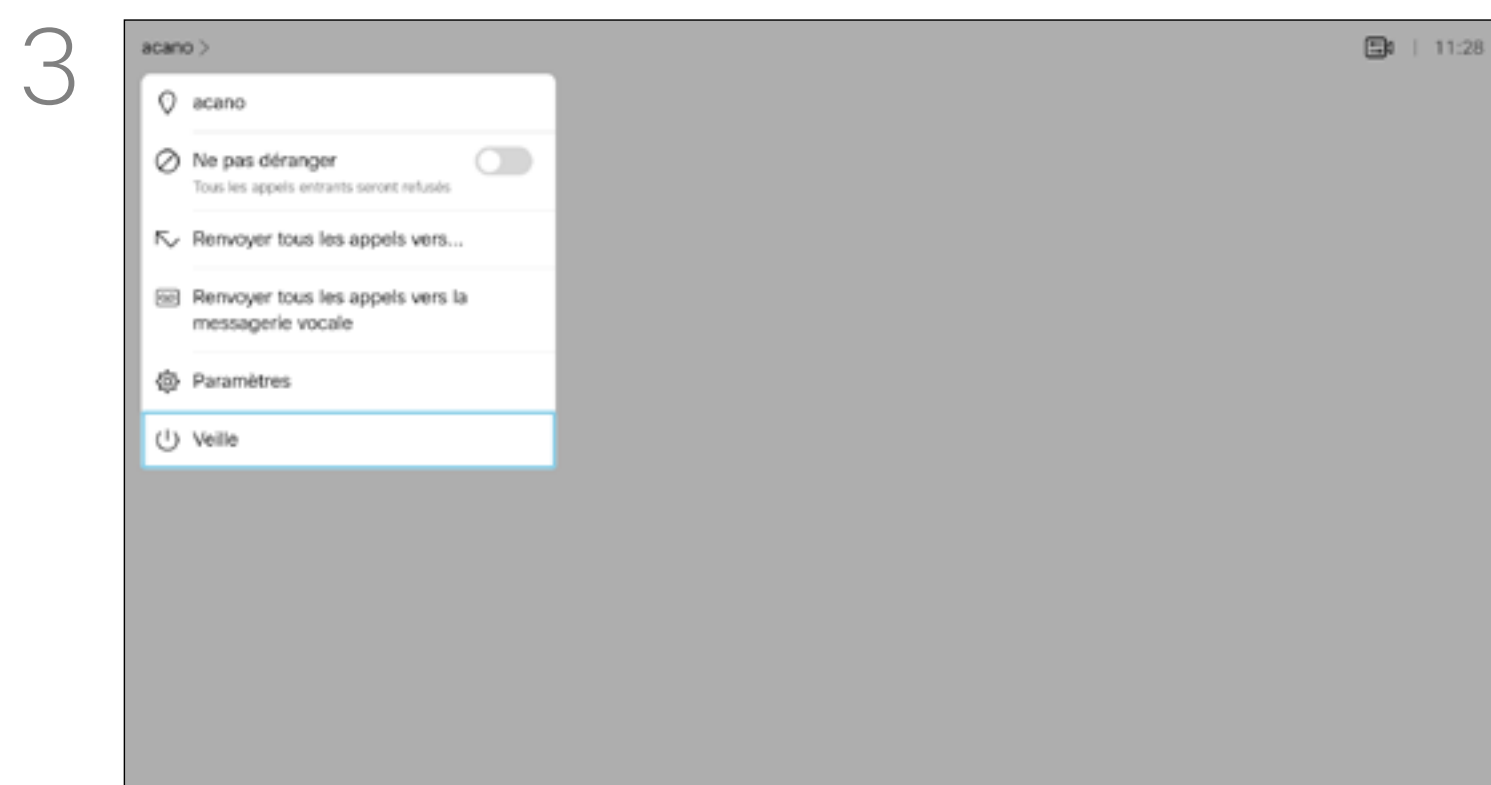 3
acano >
11:28
acano
Ne pas déranger
Tous les appels entrants seront refusés
Renvoyer tous les appels vers...
Renvoyer tous les appels vers la
messagerie vocale
Paramètres
Veille